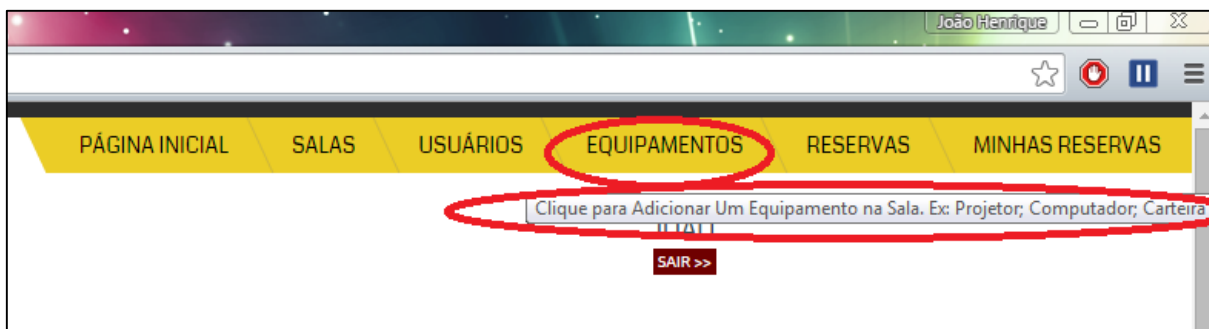 João Henrique
PÁGINA INICIAL SALAS USUÁRIOS EQUIPAMENTOS RESERVAS MINHAS RESERVAS
Clique para Adicionar Um Equipamento na Sala. Ex: Projetor; Computador; Carteira
SAIR >>